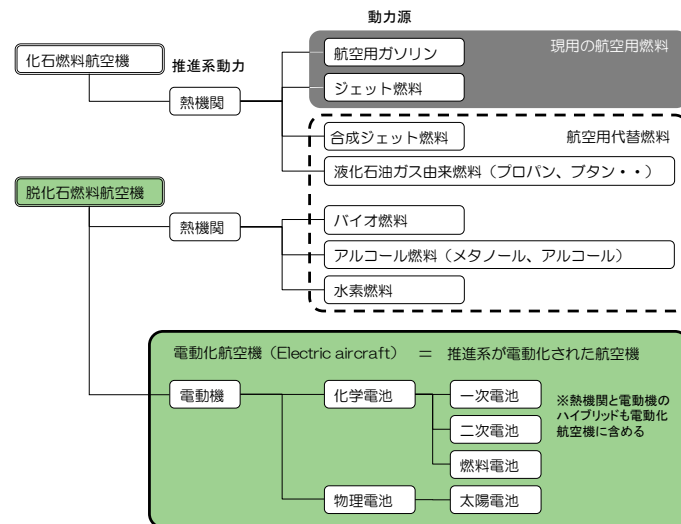 動力源
化石燃料航空機
推進系動力
航空用ガソリン
現用の航空用燃料
熱機関
ジェット燃料
合成ジェット燃料
航空用代替燃料
液化石油ガス由来燃料（プロパン、ブタン・・）
脱化石燃料航空機
熱機関
バイオ燃料
アルコール燃料（メタノール、アルコール）
水素燃料
電動化航空機（Electric aircraft） ＝ 推進系が電動化された航空機
電動機
化学電池
一次電池
※熱機関と電動機の
ハイブリッドも電動化
航空機に含める
二次電池
燃料電池
物理電池
太陽電池